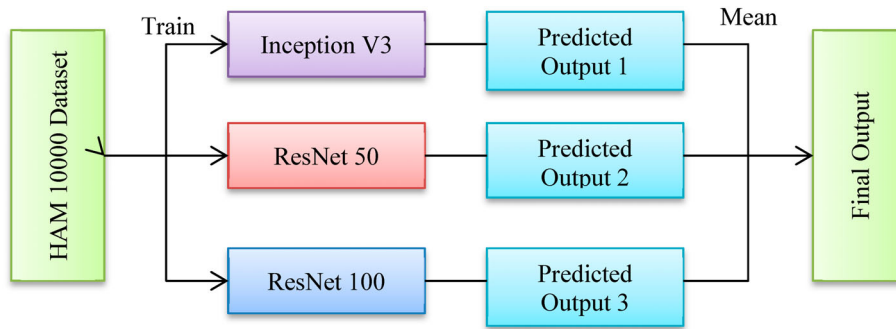 HAM 10000 Dataset
Train
Inception V3
ResNet 50
ResNet 100
Predicted
Output 1
Predicted
Output 2
Predicted
Output 3
Mean
Final Output